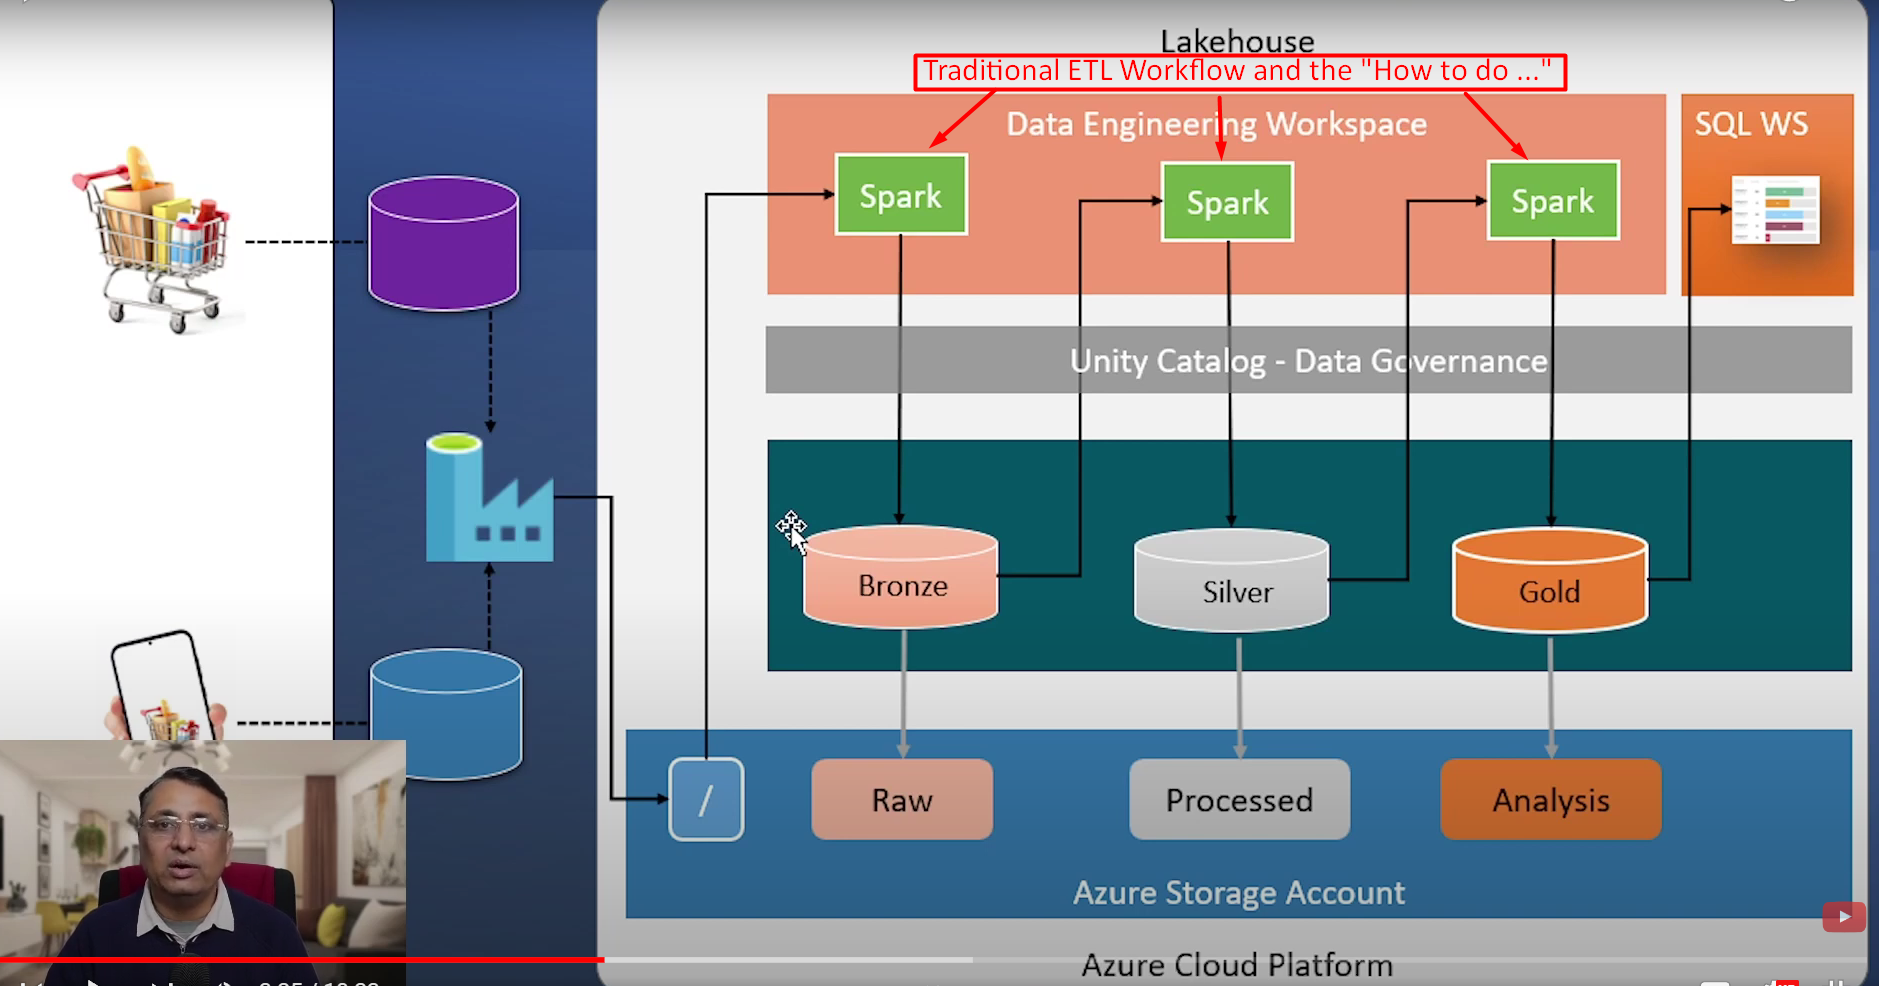 Lakehouse
Traditional ETL Workflow and the "How to do ..."
Data Engineering Workspace
SQL WS
Spark
Spark
Spark
Unity Catalog - Data Governance
Bronze
Silver
Gold
/
Raw
Processed
Analysis
Azure Storage Account
Azure Cloud Platform